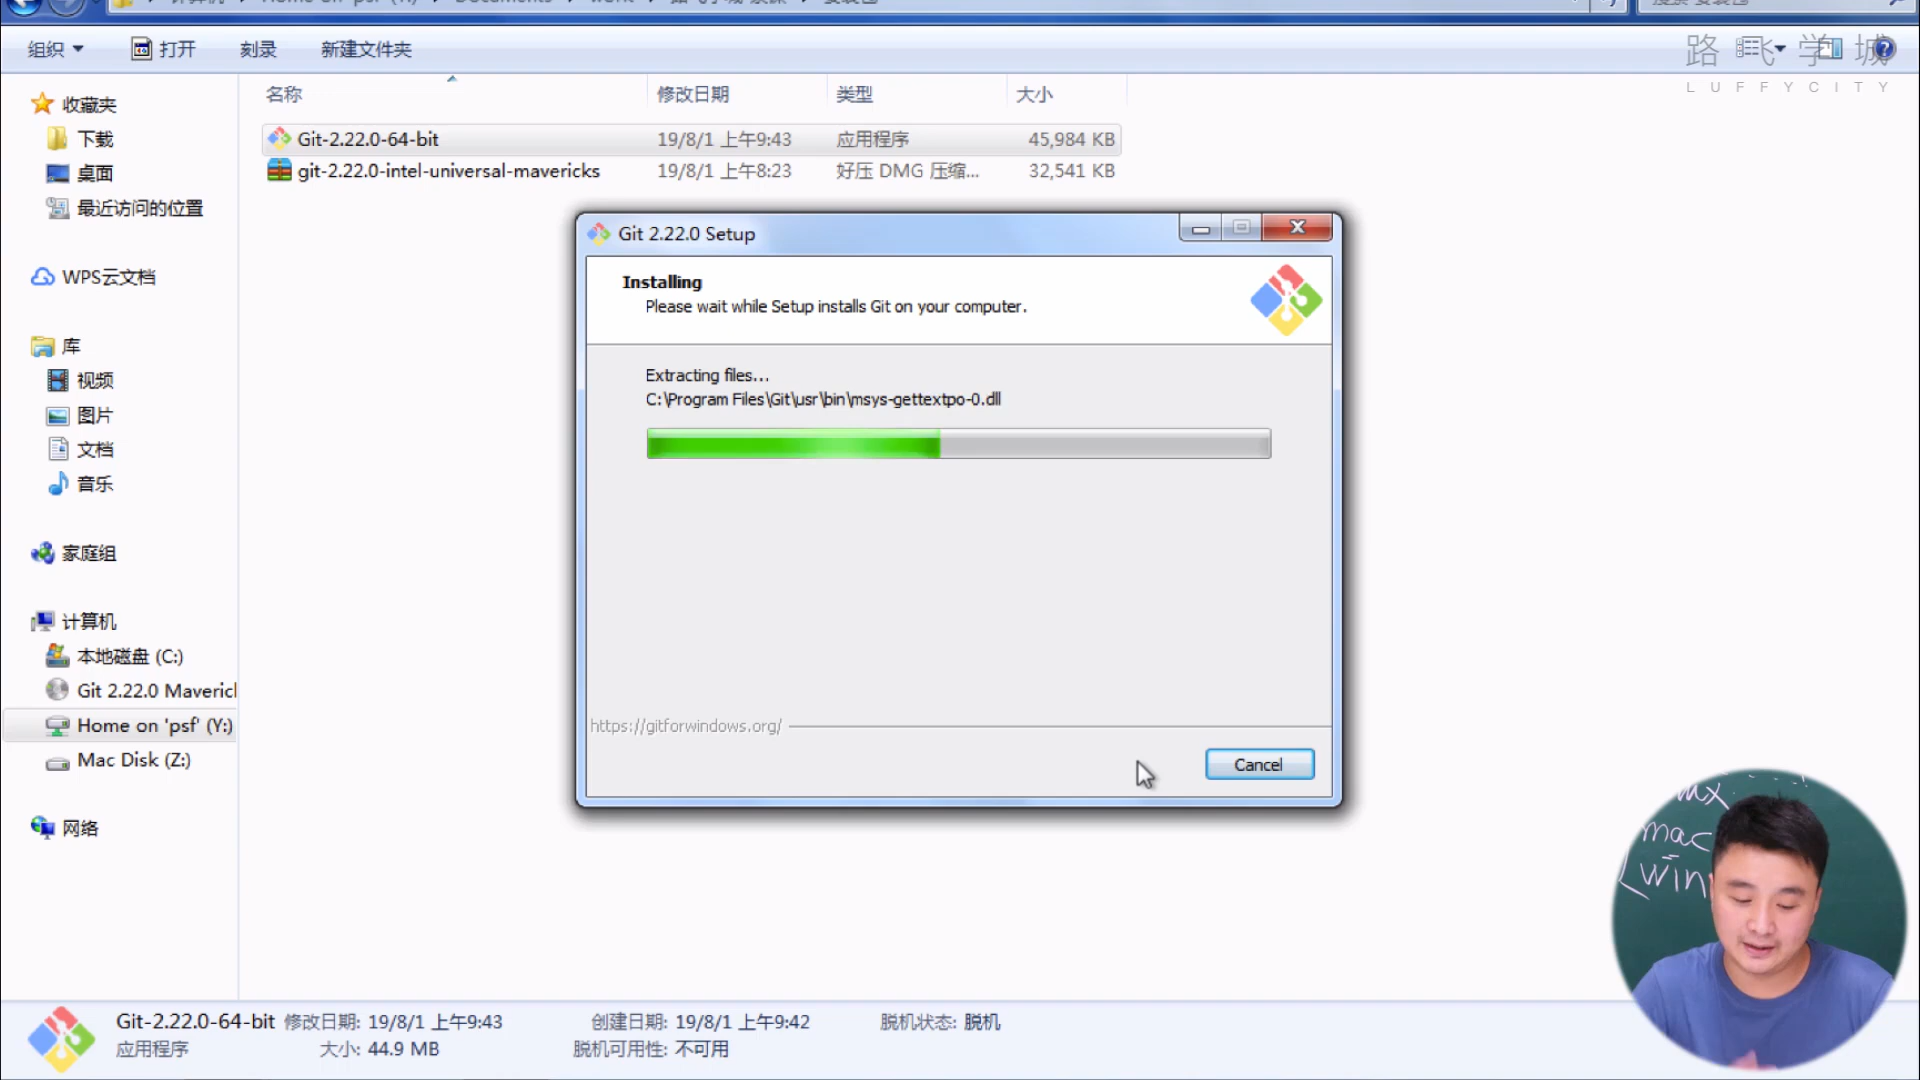 组织 打开 刻录 新建文件夹
路飞学城
LUFFYCITY
名称 修改日期 类型 大小
Git-2.22.0-64-bit 19/8/1 上午9:43 应用程序 45,984 KB
git-2.22.0-intel-universal-mavericks 19/8/1 上午8:23 好压 DMG 压缩... 32,541 KB
收藏夹
下载
桌面
最近访问的位置
WPS云文档
库
视频
图片
文档
音乐
家庭组
计算机
本地磁盘 (C:)
Git 2.22.0 Maverick
Home on 'psf' (Y:)
Mac Disk (Z:)
网络
Git 2.22.0 Setup
Installing
Please wait while Setup installs Git on your computer.
Extracting files...
C:\Program Files\Git\usr\bin\msys-gettextpo-0.dll
https://gitforwindows.org/
Cancel
mac
win
Git-2.22.0-64-bit 修改日期: 19/8/1 上午9:43 创建日期: 19/8/1 上午9:42 脱机状态: 脱机
应用程序 大小: 44.9 MB 脱机可用性: 不可用